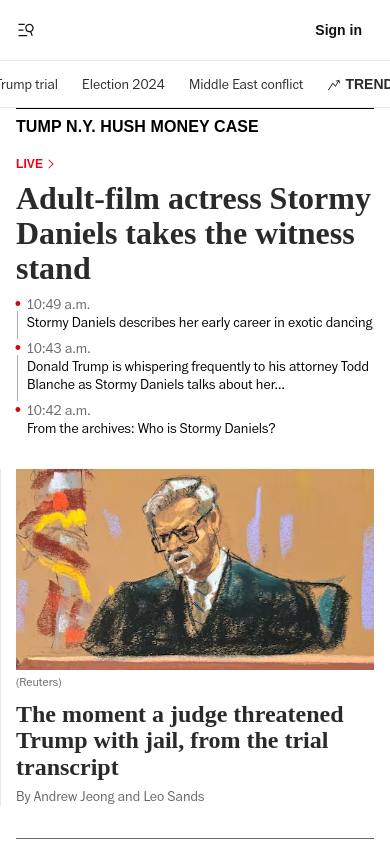 Sign in
Trump trial Election 2024 Middle East conflict TREND
TUMP N.Y. HUSH MONEY CASE
LIVE
Adult-film actress Stormy
Daniels takes the witness
stand
10:49 a.m.
Stormy Daniels describes her early career in exotic dancing
10:43 a.m.
Donald Trump is whispering frequently to his attorney Todd
Blanche as Stormy Daniels talks about her...
10:42 a.m.
From the archives: Who is Stormy Daniels?
(Reuters)
The moment a judge threatened
Trump with jail, from the trial
transcript
By Andrew Jeong and Leo Sands